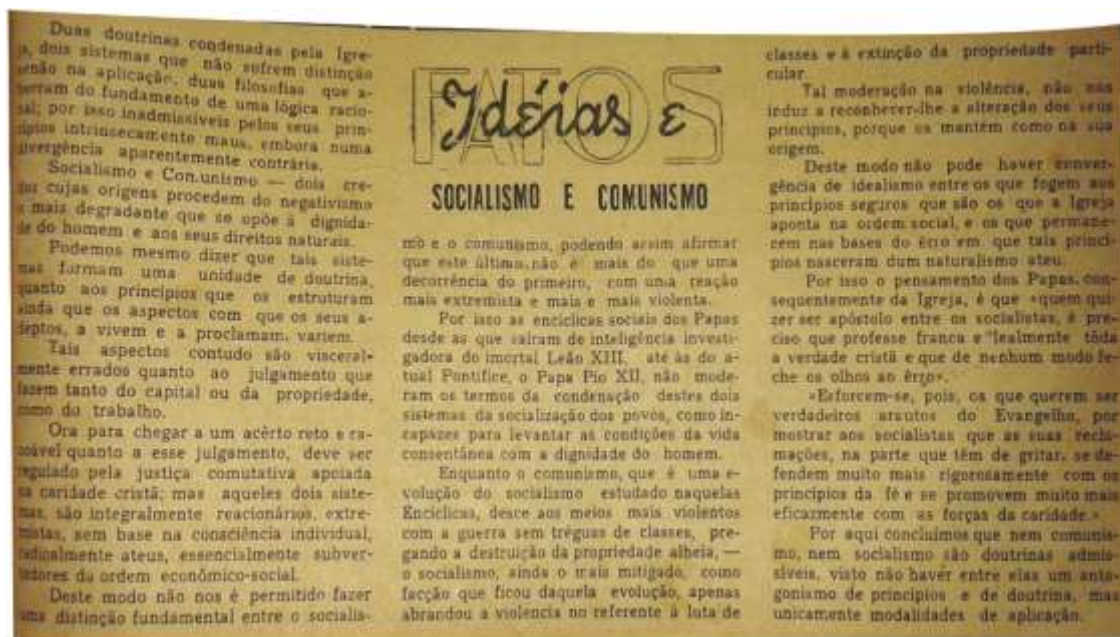 Duas doutrinas condenadas pela Igre-
ja, dois sistemas que não sofrem distinção
senão na aplicação, duas filosofias que a-
berram do fundamento de uma lógica racio-
nal; por isso inadmissíveis pelos seus prin-
cípios intrinsecamente maus, embora numa
divergência aparentemente contrária.
Socialismo e Comunismo — dois cre-
dos cujas origens procedem do negativismo
o mais degradante que se opõe à dignida-
de do homem e aos seus direitos naturais.
Podemos mesmo dizer que tais siste-
mas formam uma unidade de doutrina,
quanto aos princípios que os estruturam
ainda que os aspectos com que os seus a-
deptos, a vivem e a proclamam, variem.
Tais aspectos contudo são visceral-
mente errados quanto ao julgamento que
fazem tanto do capital ou da propriedade,
como do trabalho.
Ora para chegar a um acêrto reto e ra-
zoável quanto a esse julgamento, deve ser
regulado pela justiça comutativa apoiada
na caridade cristã; mas aqueles dois siste-
mas, são integralmente reacionários, extre-
mistas, sem base na consciência individual,
radicalmente ateus, essencialmente subver-
tedores da ordem econômico-social.
Deste modo não nos é permitido fazer
uma distinção fundamental entre o socialis-
FATOS
Idéias e
SOCIALISMO E COMUNISMO
mo e o comunismo, podendo assim afirmar
que este último, não é mais do que uma
decorrência do primeiro, com uma reação
mais extremista e mais e mais violenta.
Por isso as encíclicas sociais dos Papas
desde as que saíram de inteligência investi-
gadora do imortal Leão XIII, até às do a-
tual Pontífice, o Papa Pio XII, não mode-
ram os termos da condenação destes dois
sistemas da socialização dos povos, como in-
capazes para levantar as condições da vida
consentânea com a dignidade do homem.
Enquanto o comunismo, que é uma e-
volução do socialismo estudado naquelas
Encíclicas, desce aos meios mais violentos
com a guerra sem tréguas de classes, pre-
gando a destruição da propriedade alheia, —
o socialismo, ainda o mais mitigado, como
facção que ficou daquela evolução, apenas
abrandou a violencia no referente à luta de
classes e à extinção da propriedade parti-
cular.
Tal moderação na violência, não nos
induz a reconhecer-lhe a alteração dos seus
princípios, porque os mantém como na sua
origem.
Deste modo não pode haver conver-
gência de idealismo entre os que fogem aos
princípios seguros que são os que a Igreja
aponta na ordem social, e os que permane-
cem nas bases do êrro em que tais princí-
pios nasceram dum naturalismo ateu.
Por isso o pensamento dos Papas, con-
sequentemente da Igreja, é que «quem qui-
zer ser apóstolo entre os socialistas, é pre-
ciso que professe franca e "lealmente tôda
a verdade cristã e que de nenhum modo fe-
che os olhos ao êrro».
«Esforcem-se, pois, os que querem ser
verdadeiros arautos do Evangelho, por
mostrar aos socialistas que as suas recla-
mações, na parte que têm de gritar, se de-
fendem muito mais rigorosamente com os
princípios da fé e se promovem muito mais
eficazmente com as forças da caridade.»
Por aqui concluimos que nem comunis-
mo, nem socialismo são doutrinas admis-
síveis, visto não haver entre elas um anta-
gonismo de princípios e de doutrina, mas
unicamente modalidades de aplicação.